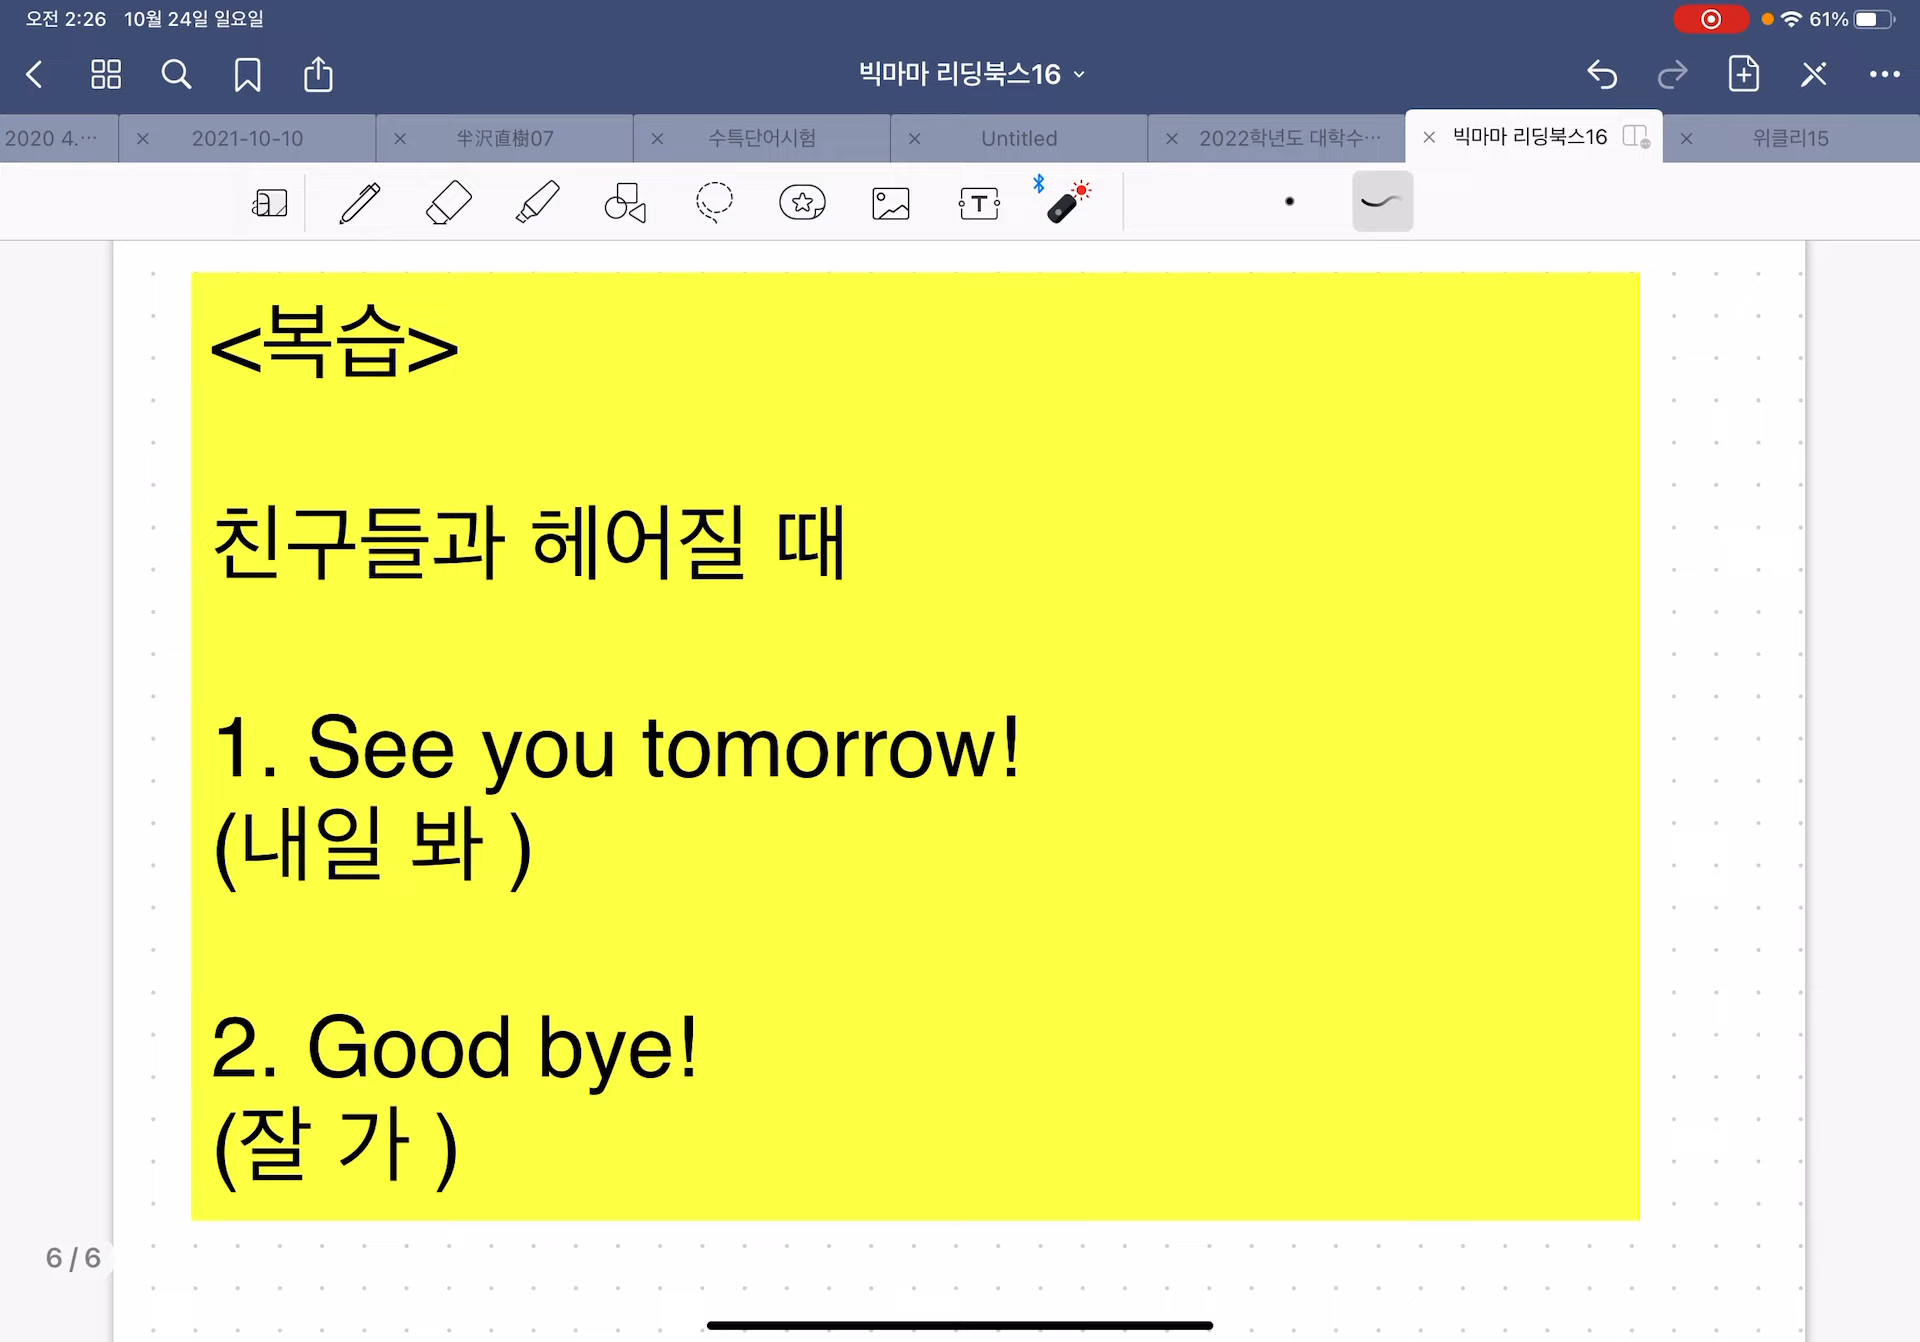 오전 2:26 10월 24일 일요일 61%
빅마마 리딩북스16
2020 4.… 2021-10-10 半沢直樹07 수특단어시험 Untitled 2022학년도 대학수… 빅마마 리딩북스16 위클리15
<복습>
친구들과 헤어질 때
1. See you tomorrow!
(내일 봐 )
2. Good bye!
(잘 가 )
6 / 6